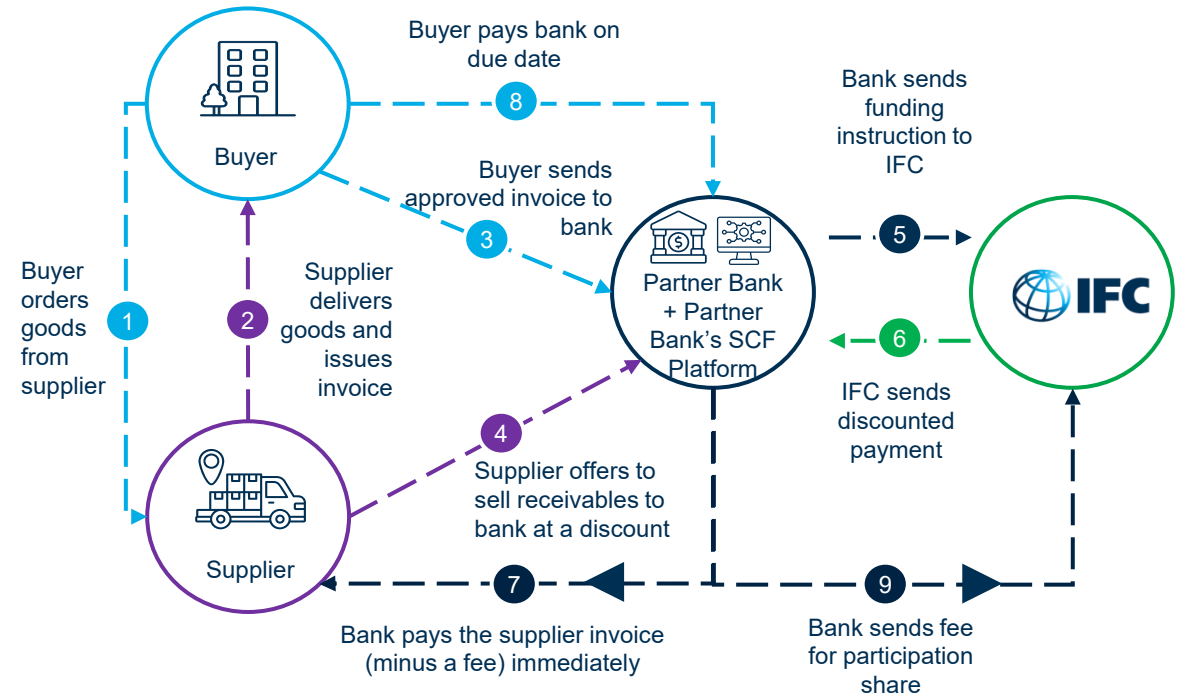 Buyer pays bank on
due date
8
Buyer
Bank sends
funding
instruction to
IFC
Buyer sends
approved invoice to
bank
3
5
Buyer
orders
goods
from
supplier
1
2
Supplier
delivers
goods and
issues
invoice
$
Partner Bank
+ Partner
Bank's SCF
Platform
IFC
6
IFC sends
discounted
payment
4
Supplier offers to
sell receivables to
bank at a discount
Supplier
7
9
Bank pays the supplier invoice
(minus a fee) immediately
Bank sends fee
for participation
share